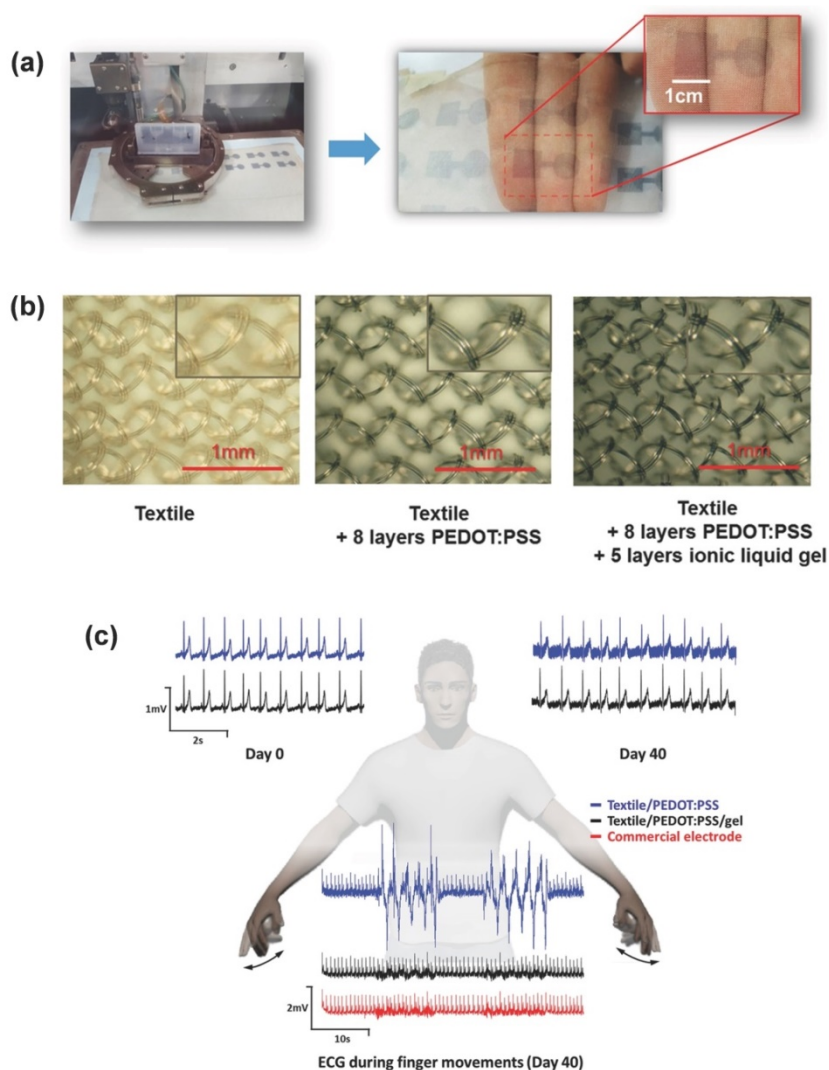 (a)
1cm
(b)
1mm
1mm
1mm
Textile
Textile
+ 8 layers PEDOT:PSS
Textile
+ 8 layers PEDOT:PSS
+ 5 layers ionic liquid gel
(c)
1mV
2s
Day 0
Day 40
Textile/PEDOT:PSS
Textile/PEDOT:PSS/gel
Commercial electrode
2mV
10s
ECG during finger movements (Day 40)